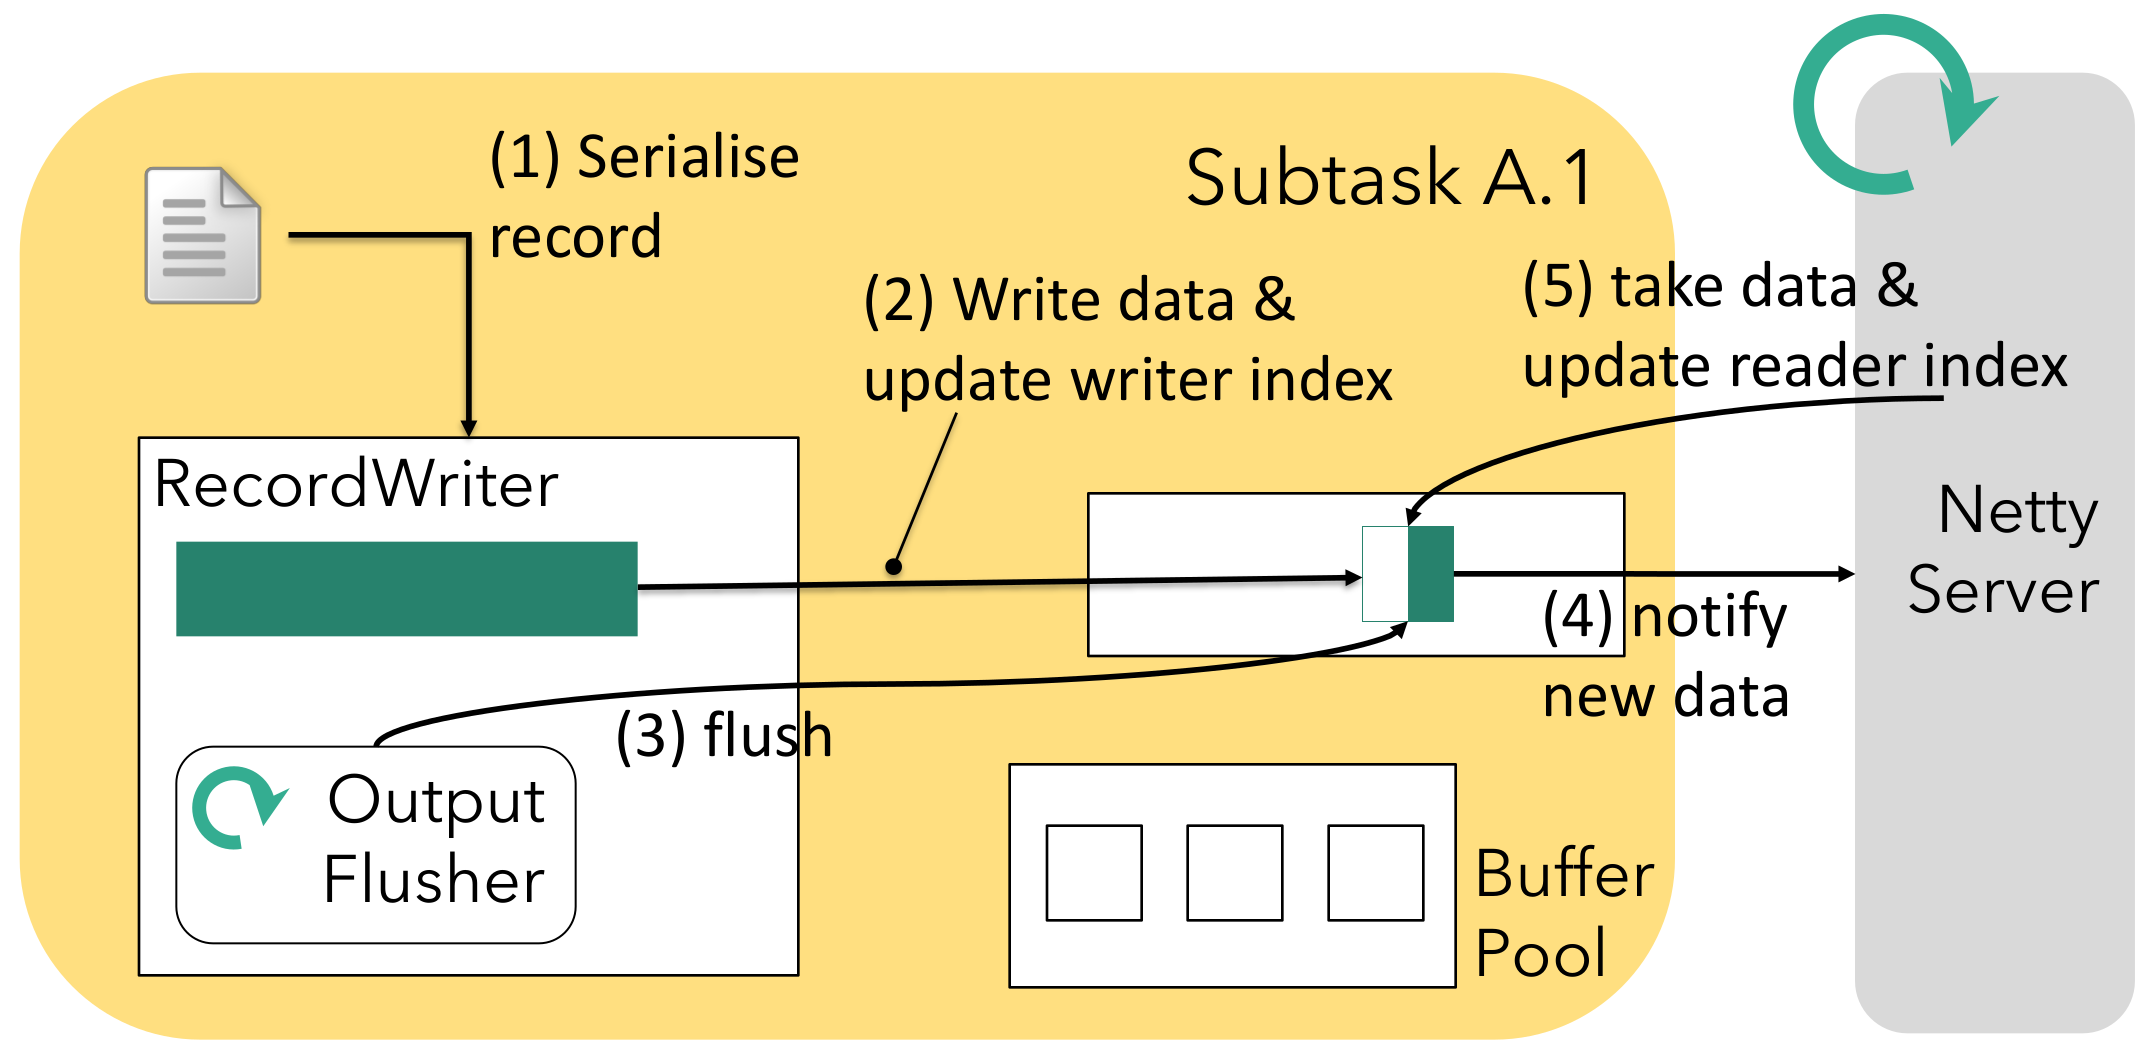 (1) Serialise
record
Subtask A.1
(2) Write data &
update writer index
(5) take data &
update reader index
RecordWriter
Netty
Server
(4) notify
new data
(3) flush
Output
Flusher
Buffer
Pool